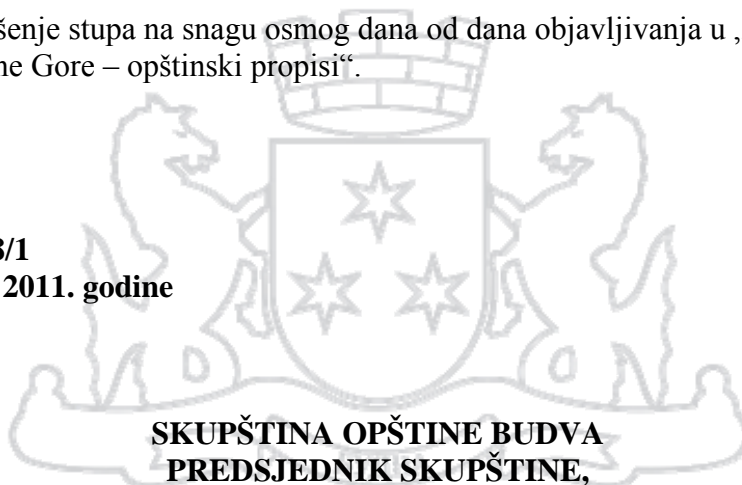 šenje stupa na snagu osmog dana od dana objavljivanja u „
ne Gore – opštinski propisi“.
3/1
2011. godine
SKUPŠTINA OPŠTINE BUDVA
PREDSJEDNIK SKUPŠTINE,